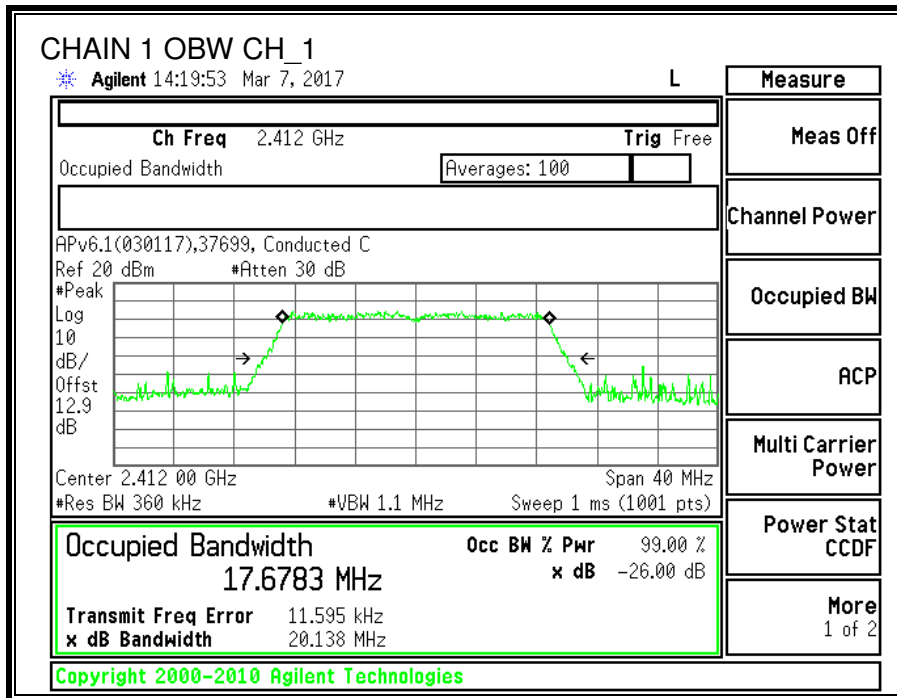 CHAIN 1 OBW CH_1
Agilent 14:19:53 Mar 7, 2017 L
Measure
Ch Freq 2.412 GHz Trig Free
Meas Off
Occupied Bandwidth Averages: 100
Channel Power
APv6.1(030117),37699, Conducted C
Ref 20 dBm #Atten 30 dB
#Peak
Log
10
dB/
Offst
12.9
dB
Occupied BW
ACP
Center 2.412 00 GHz Span 40 MHz
#Res BW 360 kHz #VBW 1.1 MHz Sweep 1 ms (1001 pts)
Multi Carrier
Power
Occupied Bandwidth Occ BW % Pwr 99.00 %
17.6783 MHz x dB -26.00 dB
Power Stat
CCDF
Transmit Freq Error 11.595 kHz
x dB Bandwidth 20.138 MHz
More
1 of 2
Copyright 2000-2010 Agilent Technologies